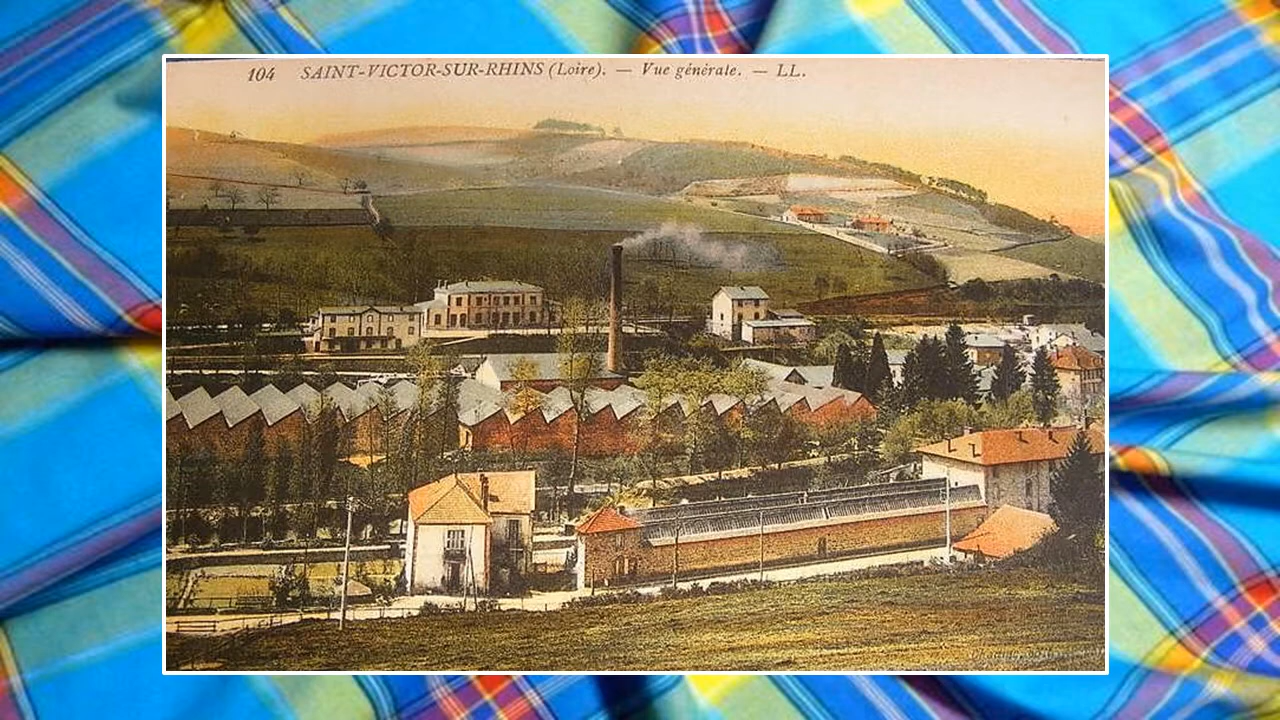 104 SAINT-VICTOR-SUR-RHINS (Loire). — Vue générale. — LL.